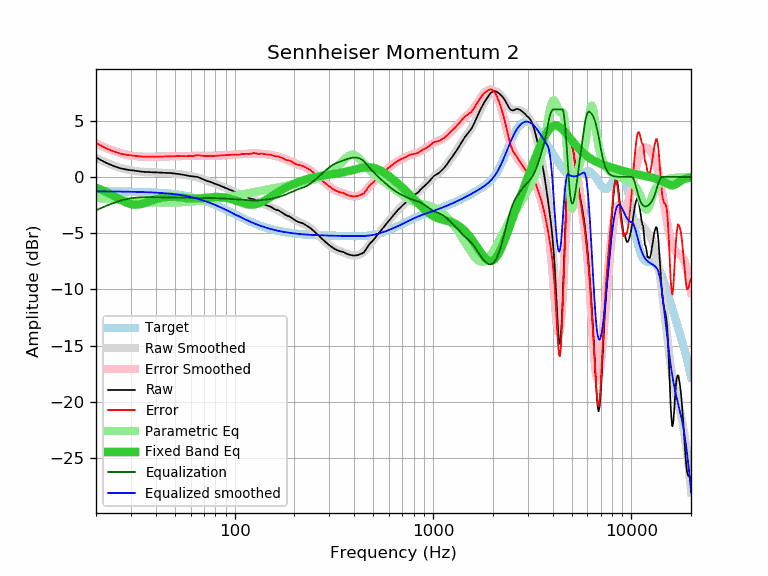 Sennheiser Momentum 2
Amplitude (dBr)
5
0
−5
−10
−15
−20
−25
Target
Raw Smoothed
Error Smoothed
Raw
Error
Parametric Eq
Fixed Band Eq
Equalization
Equalized smoothed
100 1000 10000
Frequency (Hz)